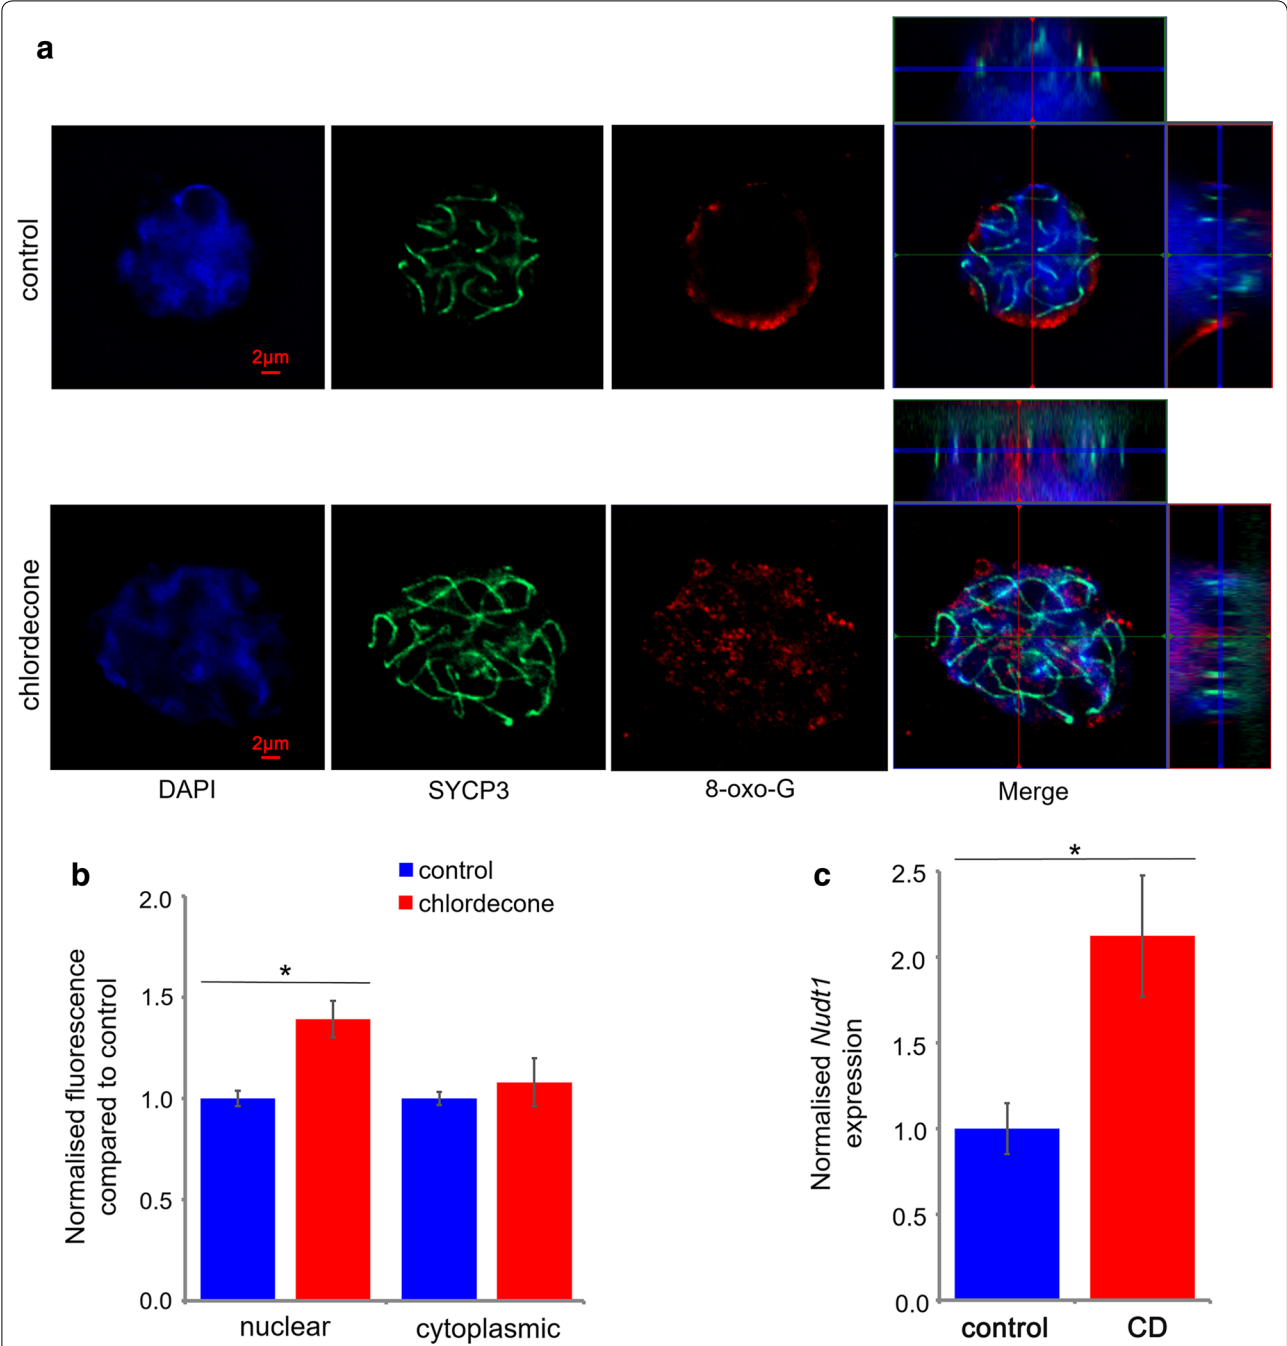 a
control
2µm
chlordecone
2µm
DAPI SYCP3 8-oxo-G Merge
b
control
chlordecone
Normalised fluorescence
compared to control
2.0
1.5
1.0
0.5
0.0
*
nuclear cytoplasmic
c
Normalised Nudt1
expression
2.5
2.0
1.5
1.0
0.5
0.0
*
control CD